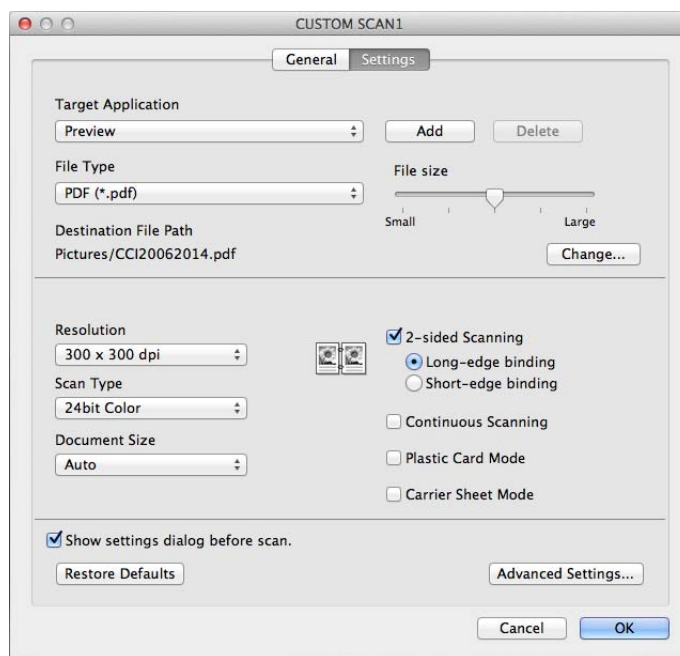 CUSTOM SCAN1
General Settings
Target Application
Preview Add Delete
File Type File size
PDF (*.pdf)
Small Large
Destination File Path
Pictures/CCI20062014.pdf Change...
Resolution 2-sided Scanning
300 x 300 dpi Long-edge binding
Scan Type Short-edge binding
24bit Color Continuous Scanning
Document Size
Auto Plastic Card Mode
Carrier Sheet Mode
Show settings dialog before scan.
Restore Defaults Advanced Settings...
Cancel OK